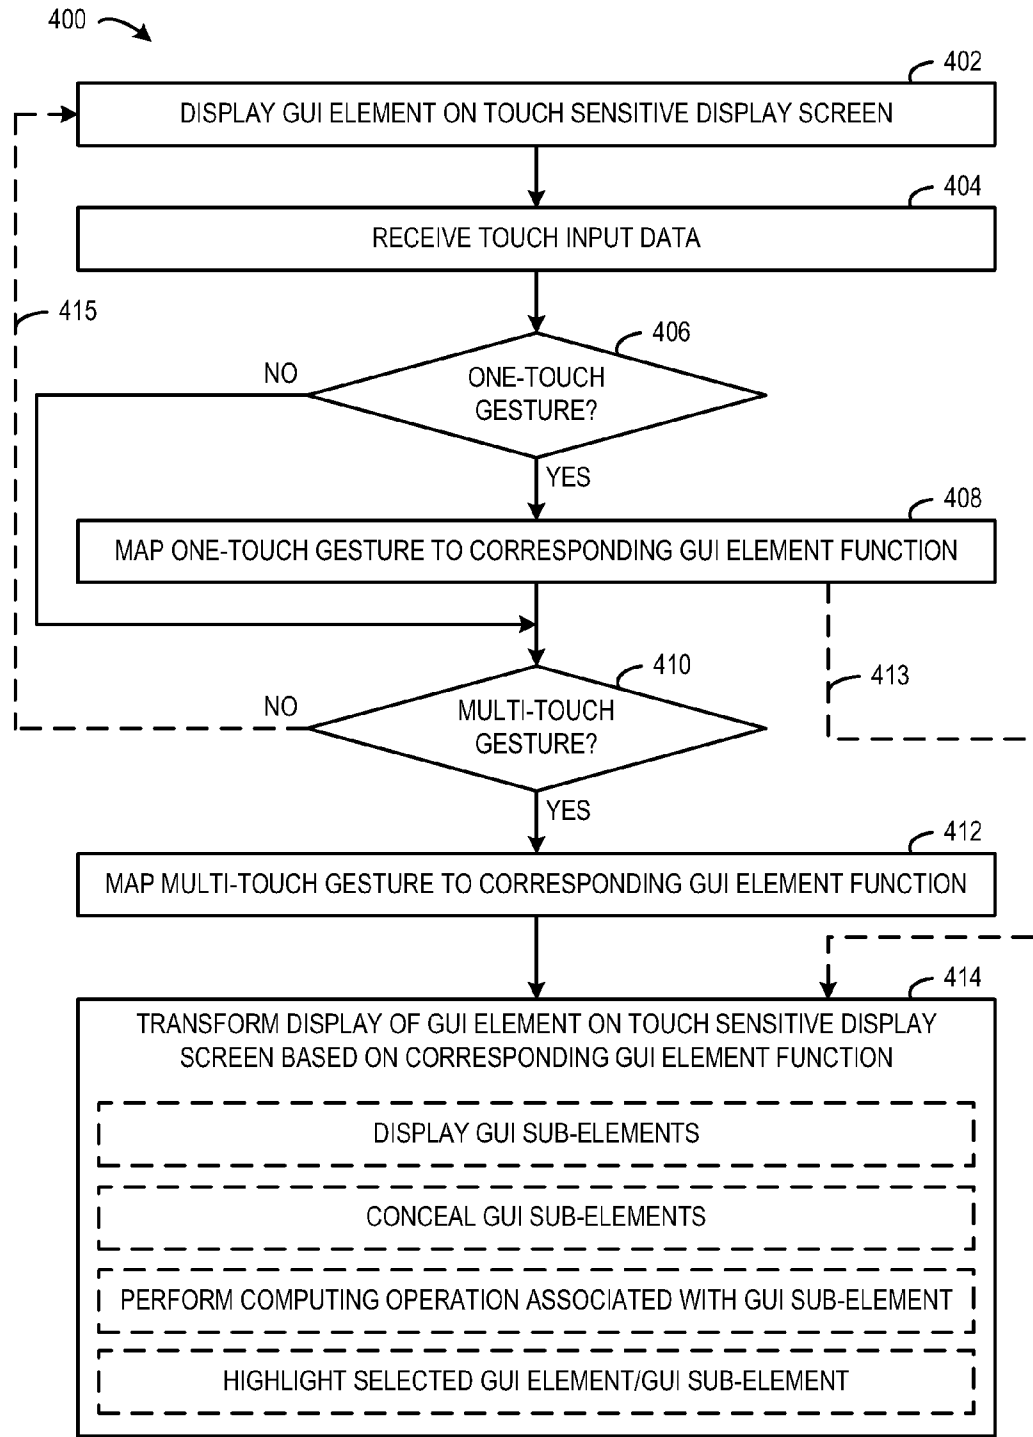 400
402
DISPLAY GUI ELEMENT ON TOUCH SENSITIVE DISPLAY SCREEN
404
RECEIVE TOUCH INPUT DATA
415
406
NO
ONE-TOUCH
GESTURE?
YES
408
MAP ONE-TOUCH GESTURE TO CORRESPONDING GUI ELEMENT FUNCTION
410
413
NO
MULTI-TOUCH
GESTURE?
YES
412
MAP MULTI-TOUCH GESTURE TO CORRESPONDING GUI ELEMENT FUNCTION
414
TRANSFORM DISPLAY OF GUI ELEMENT ON TOUCH SENSITIVE DISPLAY
SCREEN BASED ON CORRESPONDING GUI ELEMENT FUNCTION
DISPLAY GUI SUB-ELEMENTS
CONCEAL GUI SUB-ELEMENTS
PERFORM COMPUTING OPERATION ASSOCIATED WITH GUI SUB-ELEMENT
HIGHLIGHT SELECTED GUI ELEMENT/GUI SUB-ELEMENT